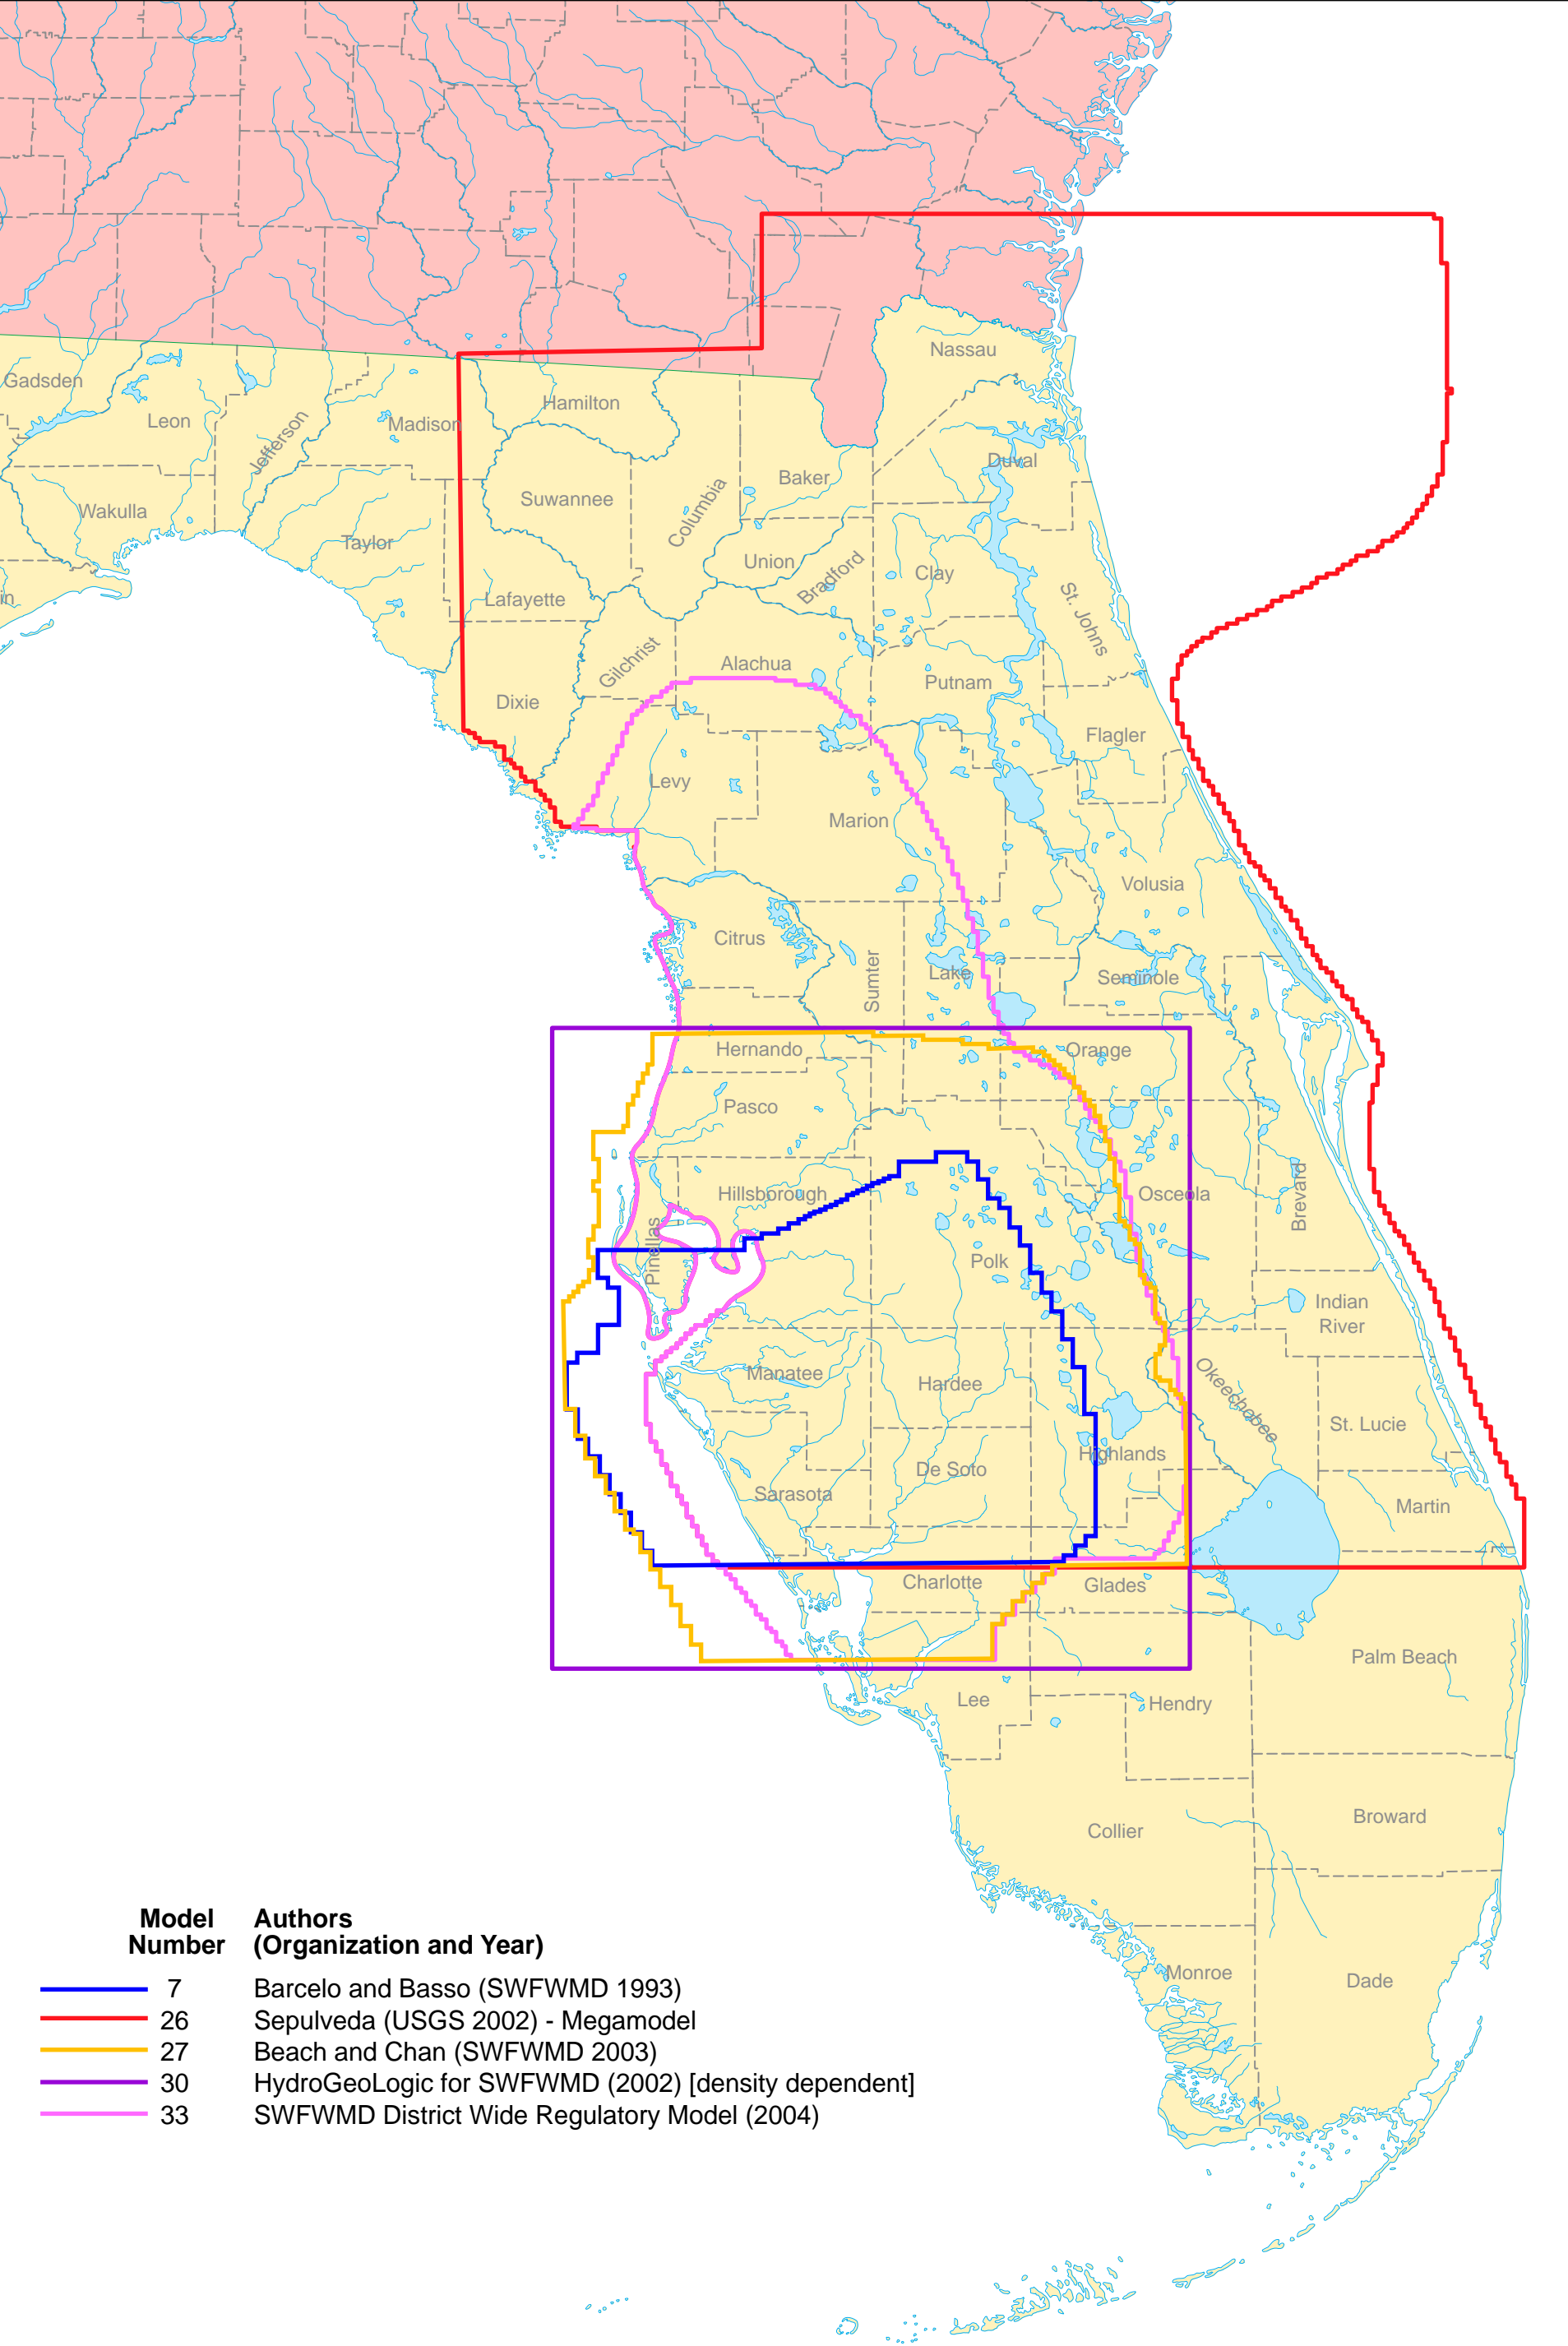 Nassau
Gadsden
Hamilton
Leon
Madison
Jefferson
Duval
Baker
Suwannee
Columbia
Wakulla
Taylor
Union
Bradford
Clay
in
Lafayette
St. Johns
Gilchrist
Alachua
Putnam
Dixie
Flagler
Levy
Marion
Volusia
Citrus
Sumter
Lake
Seminole
Hernando
Orange
Pasco
Hillsborough
Osceola
Brevard
Pinellas
Polk
Indian
River
Manatee
Hardee
Okeechobee
St. Lucie
Highlands
De Soto
Sarasota
Martin
Charlotte
Glades
Palm Beach
Lee
Hendry
Collier
Broward
Monroe
Dade
Model Authors
Number (Organization and Year)
7 Barcelo and Basso (SWFWMD 1993)
26 Sepulveda (USGS 2002) - Megamodel
27 Beach and Chan (SWFWMD 2003)
30 HydroGeoLogic for SWFWMD (2002) [density dependent]
33 SWFWMD District Wide Regulatory Model (2004)